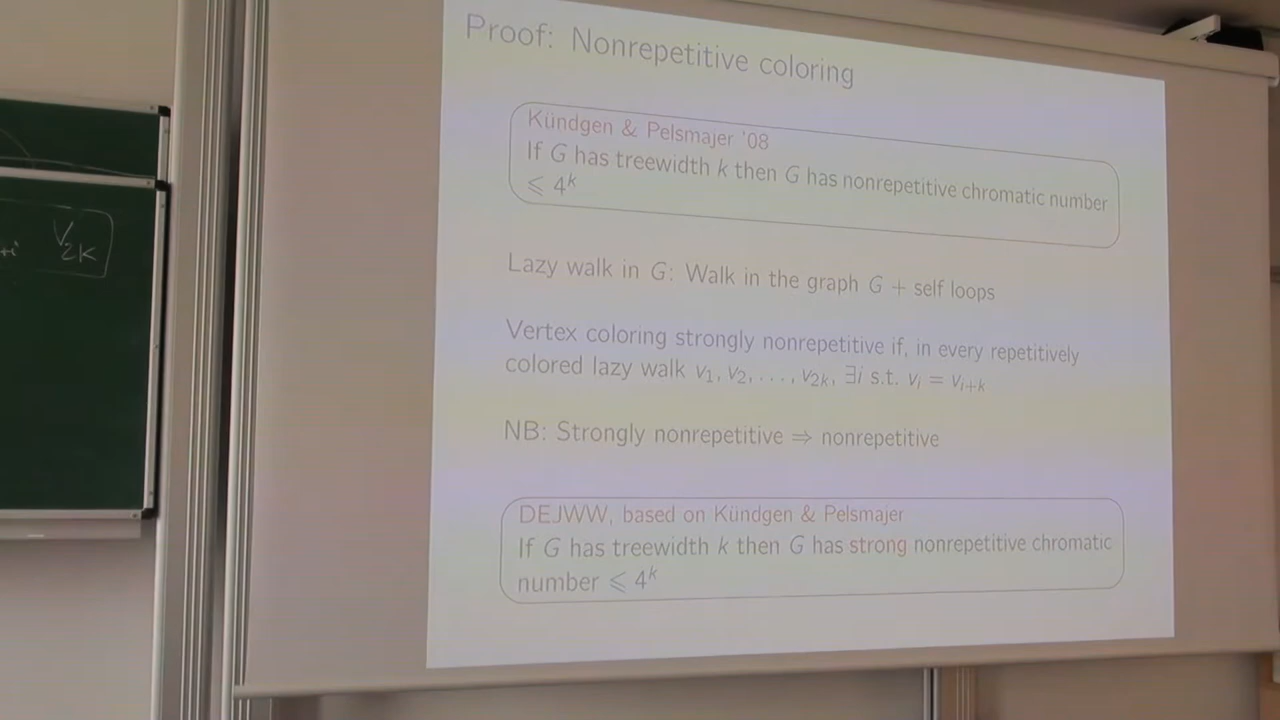 Proof: Nonrepetitive coloring
Kündgen & Pelsmajer '08
If G has treewidth k then G has nonrepetitive chromatic number
⩽ 4^k
Lazy walk in G: Walk in the graph G + self loops
Vertex coloring strongly nonrepetitive if, in every repetitively
colored lazy walk v₁, v₂, . . . , v₂ₖ, ∃i s.t. vᵢ = vᵢ₊ₖ
NB: Strongly nonrepetitive ⇒ nonrepetitive
DEJWW, based on Kündgen & Pelsmajer
If G has treewidth k then G has strong nonrepetitive chromatic
number ⩽ 4^k
V₂ₖ